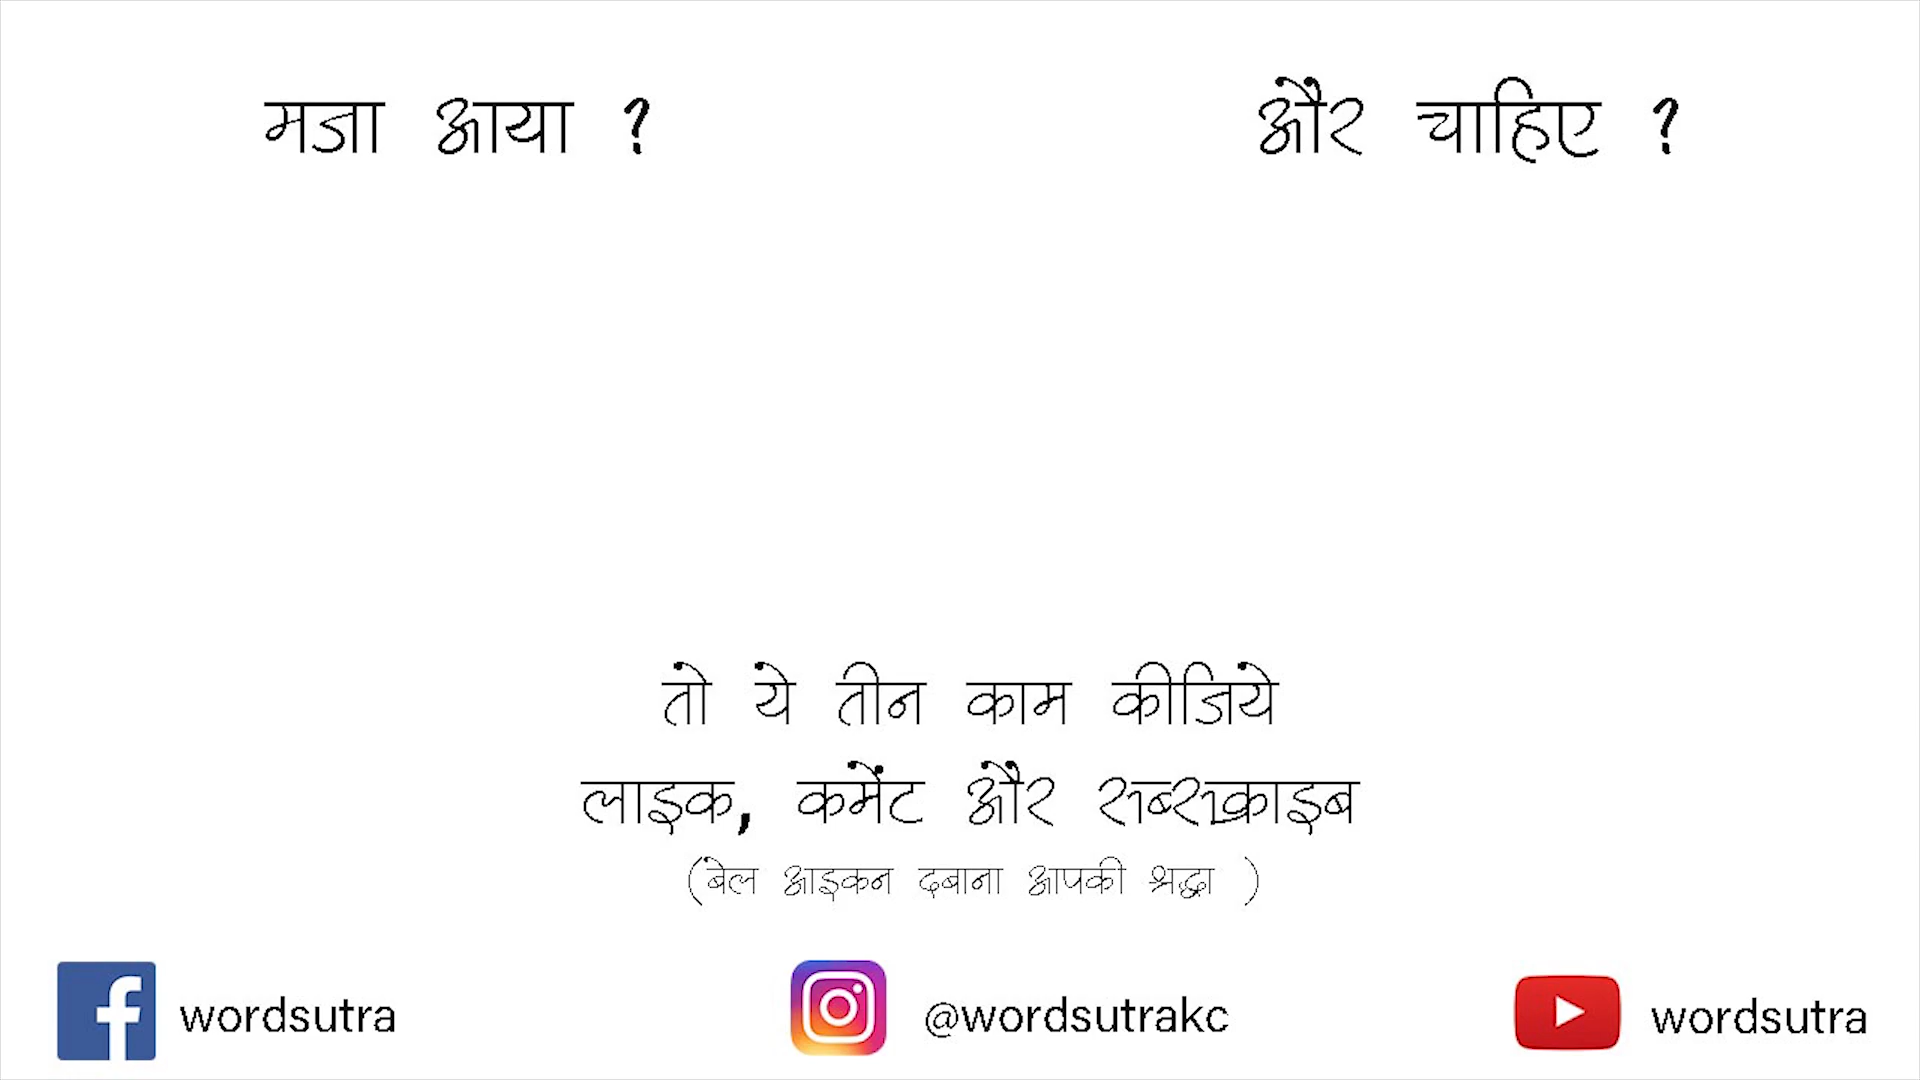 मजा आया ?
और चाहिए ?
तो ये तीन काम कीजिये
लाइक, कमेंट और सब्सक्राइब
(बेल आइकन दबाना आपकी श्रद्धा )
wordsutra
@wordsutrakc
wordsutra